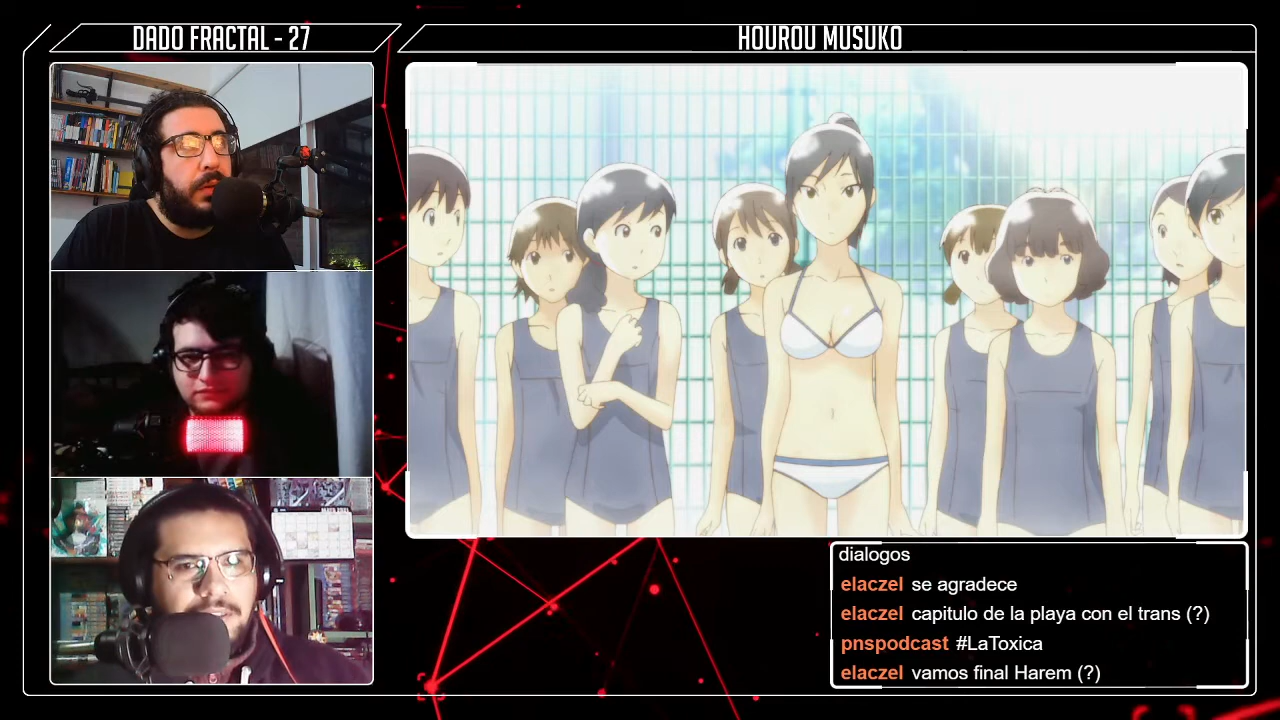 DADO FRACTAL - 27
HOUROU MUSUKO
dialogos
elaczel se agradece
elaczel capitulo de la playa con el trans (?)
pnspodcast #LaToxica
elaczel vamos final Harem (?)